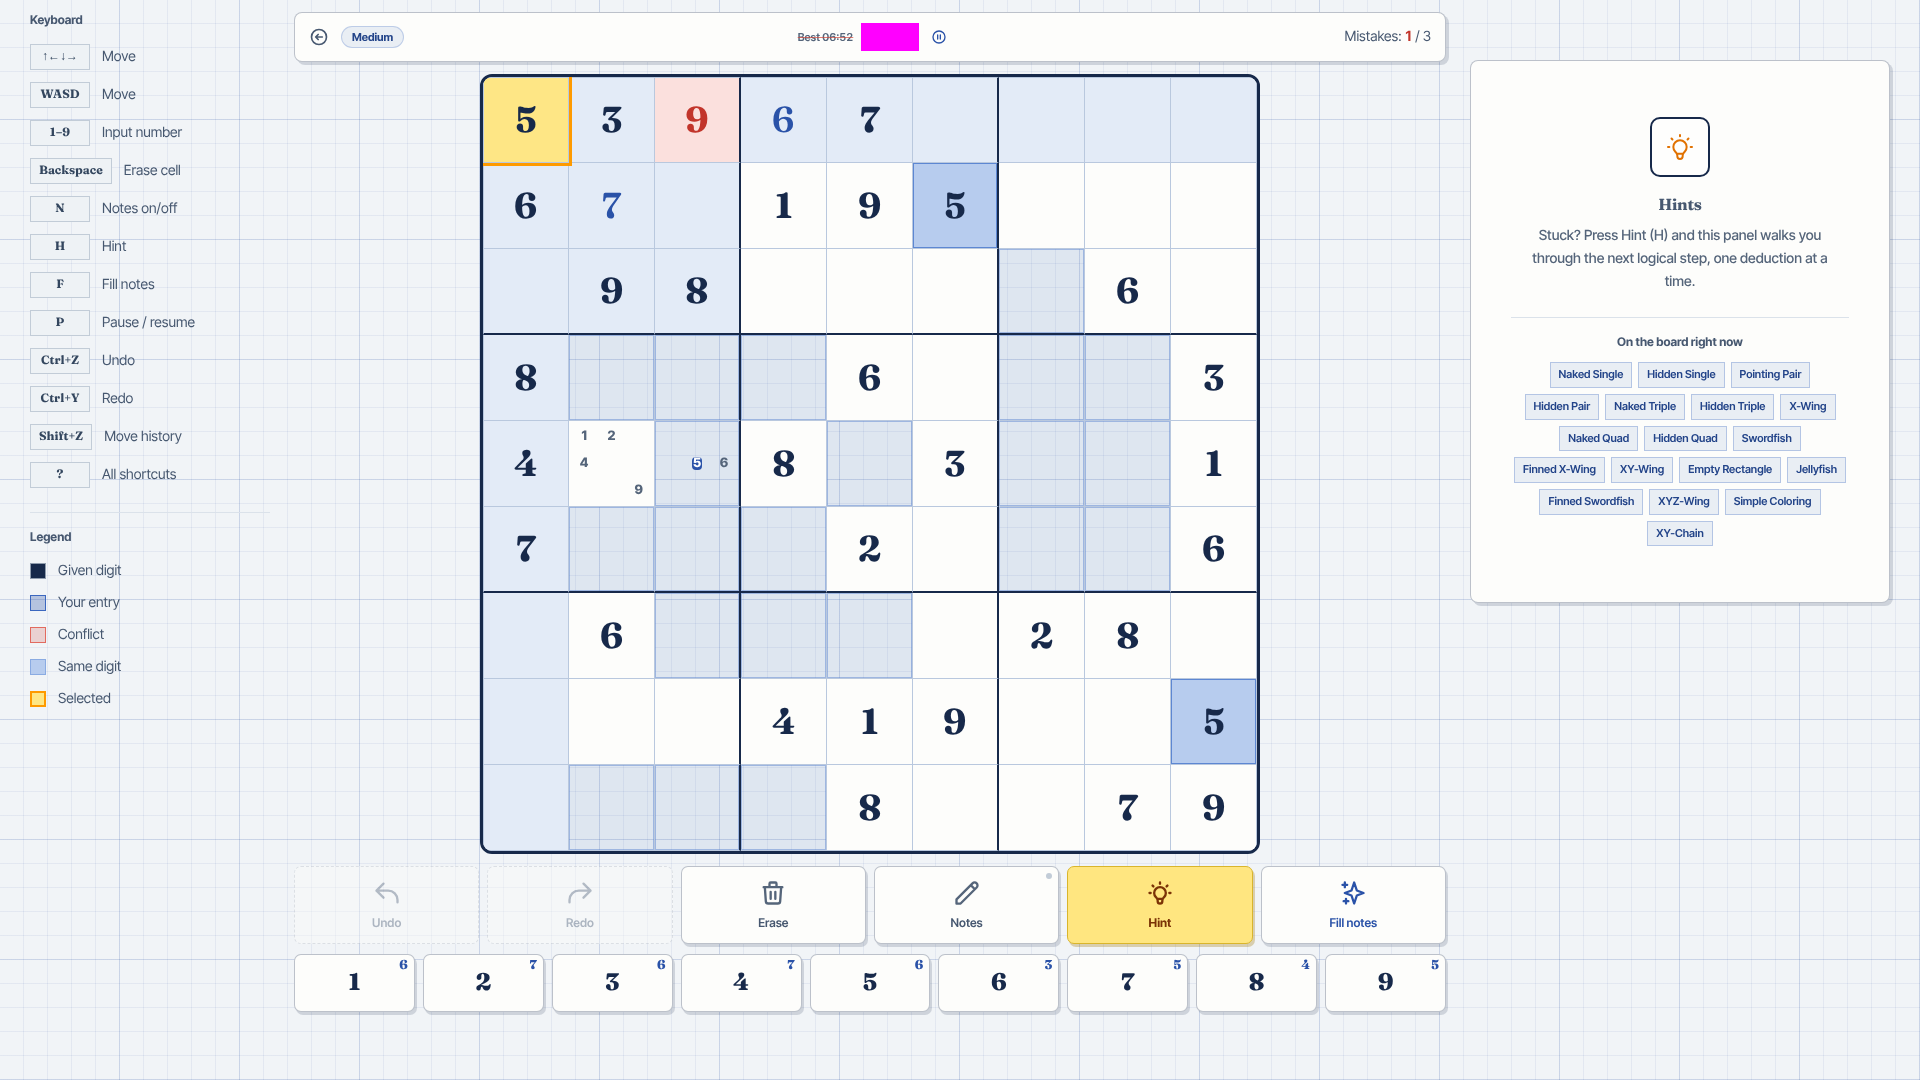 Keyboard
↑←↓→ Move
WASD Move
1–9 Input number
Backspace Erase cell
N Notes on/off
H Hint
F Fill notes
P Pause / resume
Ctrl+Z Undo
Ctrl+Y Redo
Shift+Z Move history
? All shortcuts
Legend
Given digit
Your entry
Conflict
Same digit
Selected
Medium
Best 06:52
Mistakes: 1 / 3
5 3 9 6 7
6 7 1 9 5
9 8 6
8 6 3
1 2
4 4 5 6 8 3 1
9
7 2 6
6 2 8
4 1 9 5
8 7 9
Undo
Redo
Erase
Notes
Hint
Fill notes
1 6
2 7
3 6
4 7
5 6
6 3
7 5
8 4
9 5
Hints
Stuck? Press Hint (H) and this panel walks you
through the next logical step, one deduction at a
time.
On the board right now
Naked Single Hidden Single Pointing Pair
Hidden Pair Naked Triple Hidden Triple X-Wing
Naked Quad Hidden Quad Swordfish
Finned X-Wing XY-Wing Empty Rectangle Jellyfish
Finned Swordfish XYZ-Wing Simple Coloring
XY-Chain